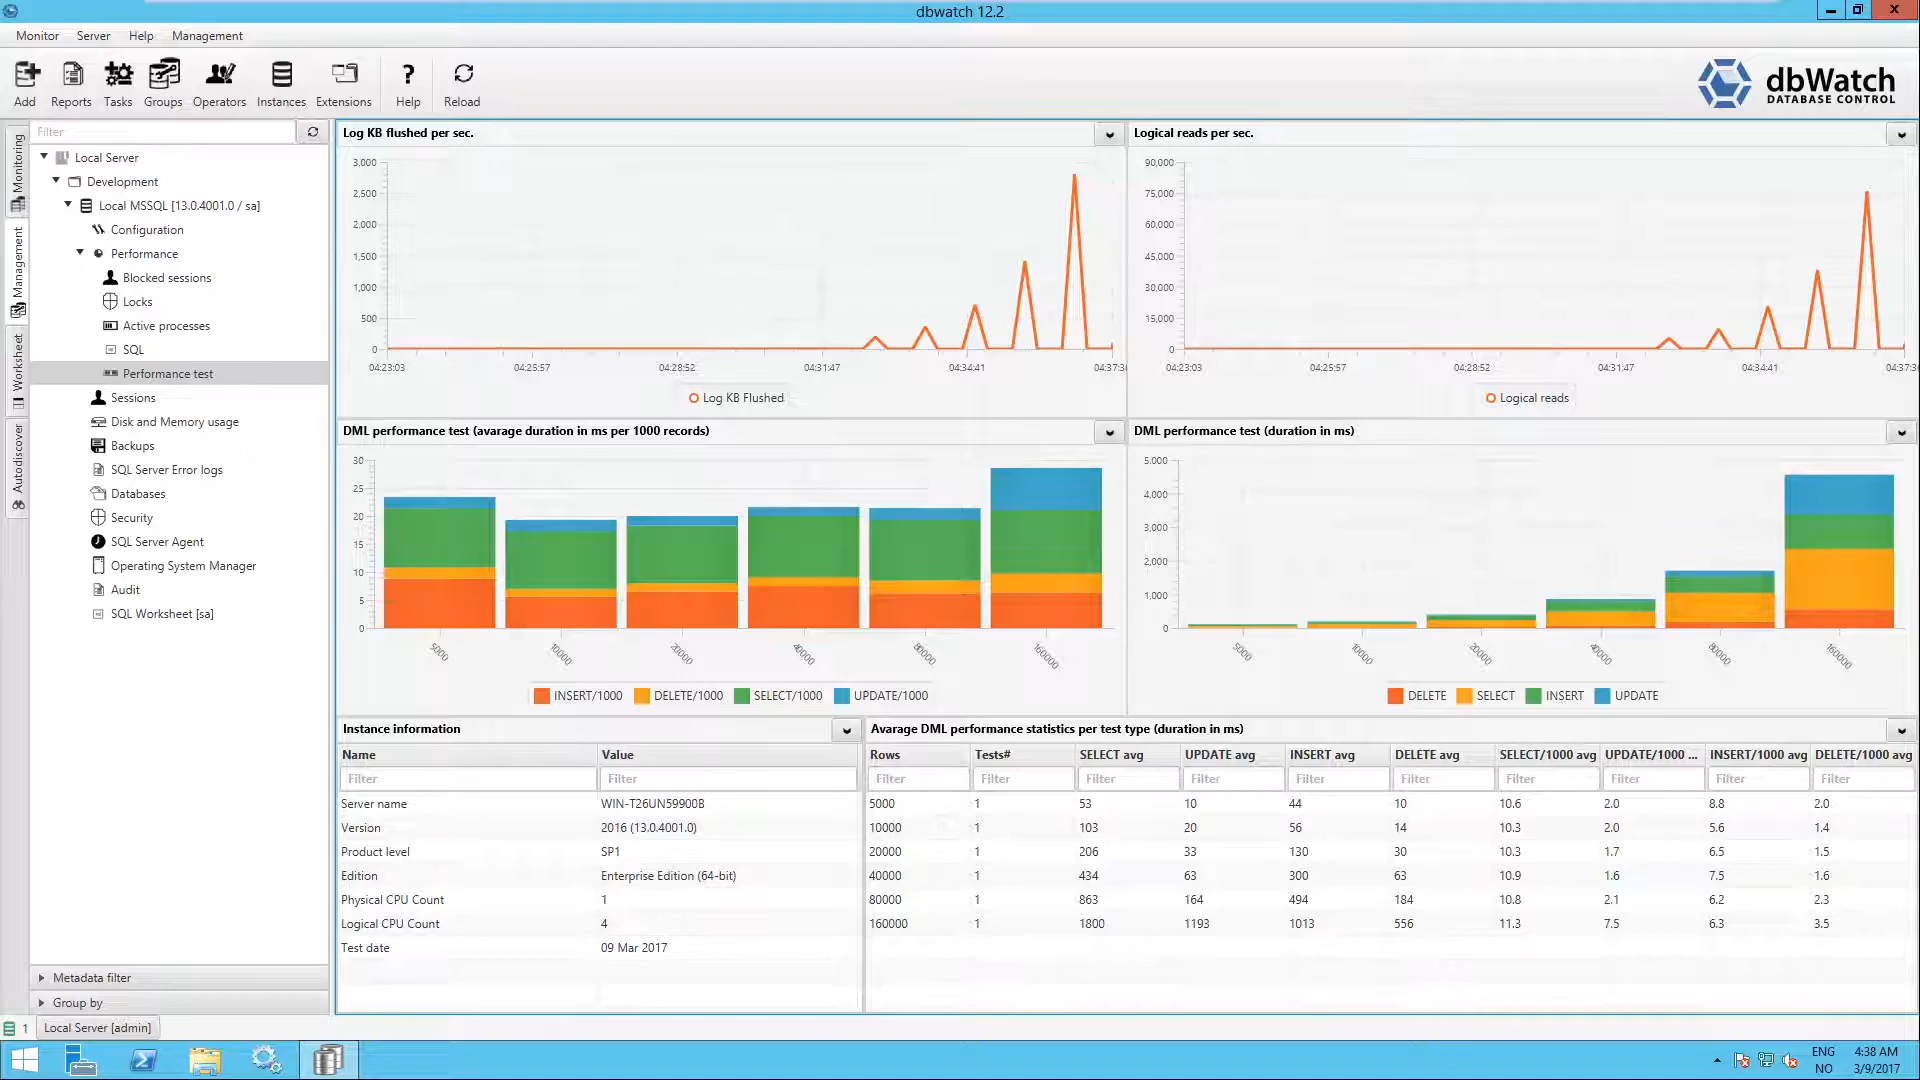 dbwatch 12.2
Monitor Server Help Management
Add Reports Tasks Groups Operators Instances Extensions ? Help Reload
dbWatch
DATABASE CONTROL
Monitoring
Management
Worksheet
Autodiscover
Filter
Local Server
Development
Local MSSQL [13.0.4001.0 / sa]
Configuration
Performance
Blocked sessions
Locks
Active processes
SQL
Performance test
Sessions
Disk and Memory usage
Backups
SQL Server Error logs
Databases
Security
SQL Server Agent
Operating System Manager
Audit
SQL Worksheet [sa]
Metadata filter
Group by
Log KB flushed per sec.
3,000
2,500
2,000
1,500
1,000
500
0
04:23:03 04:25:57 04:28:52 04:31:47 04:34:41 04:37:3
Log KB Flushed
Logical reads per sec.
90,000
75,000
60,000
45,000
30,000
15,000
0
04:23:03 04:25:57 04:28:52 04:31:47 04:34:41 04:37:3
Logical reads
DML performance test (avarage duration in ms per 1000 records)
30
25
20
15
10
5
0
5000 10000 20000 40000 80000 160000
INSERT/1000 DELETE/1000 SELECT/1000 UPDATE/1000
DML performance test (duration in ms)
5,000
4,000
3,000
2,000
1,000
0
5000 10000 20000 40000 80000 160000
DELETE SELECT INSERT UPDATE
Instance information
Name Value
Filter Filter
Server name WIN-T26UN59900B
Version 2016 (13.0.4001.0)
Product level SP1
Edition Enterprise Edition (64-bit)
Physical CPU Count 1
Logical CPU Count 4
Test date 09 Mar 2017
Avarage DML performance statistics per test type (duration in ms)
Rows Tests# SELECT avg UPDATE avg INSERT avg DELETE avg SELECT/1000 avg UPDATE/1000 ... INSERT/1000 avg DELETE/1000 avg
Filter Filter Filter Filter Filter Filter Filter Filter Filter Filter
5000 1 53 10 44 10 10.6 2.0 8.8 2.0
10000 1 103 20 56 14 10.3 2.0 5.6 1.4
20000 1 206 33 130 30 10.3 1.7 6.5 1.5
40000 1 434 63 300 63 10.9 1.6 7.5 1.6
80000 1 863 164 494 184 10.8 2.1 6.2 2.3
160000 1 1800 1193 1013 556 11.3 7.5 6.3 3.5
1 Local Server [admin]
ENG 4:38 AM
NO 3/9/2017